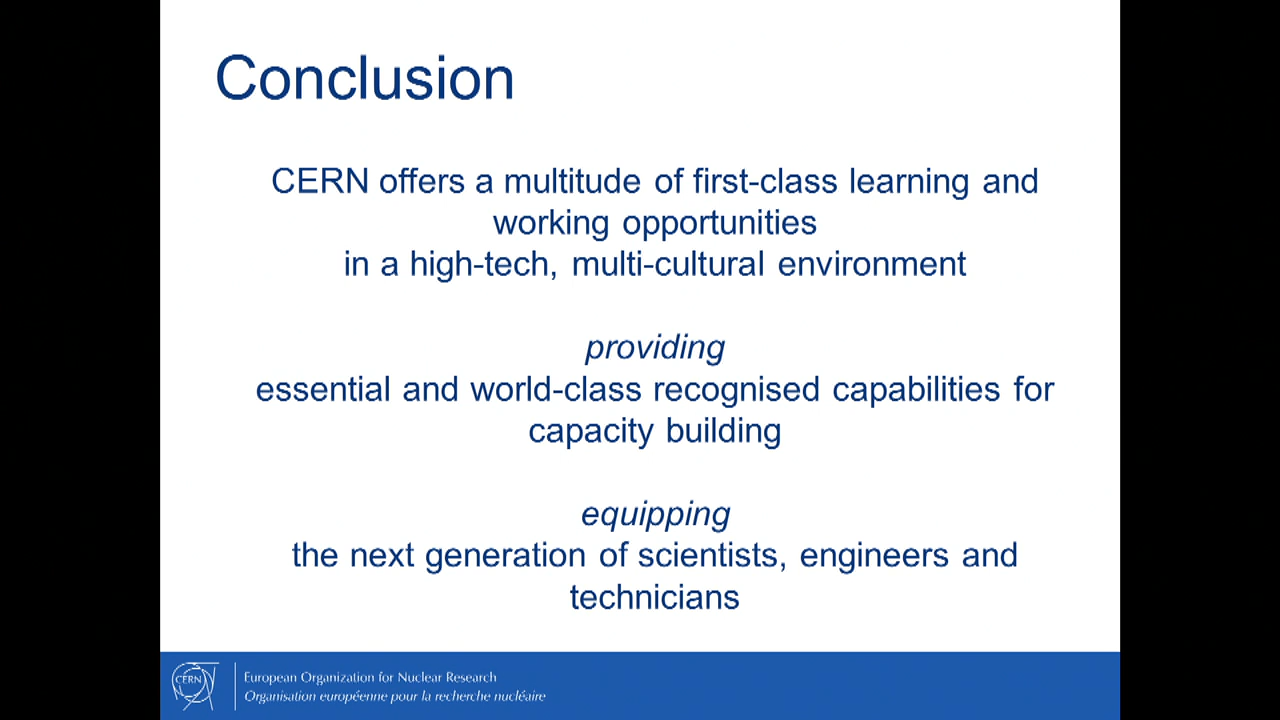 Conclusion
CERN offers a multitude of first-class learning and
working opportunities
in a high-tech, multi-cultural environment
providing
essential and world-class recognised capabilities for
capacity building
equipping
the next generation of scientists, engineers and
technicians
CERN
European Organization for Nuclear Research
Organisation européenne pour la recherche nucléaire